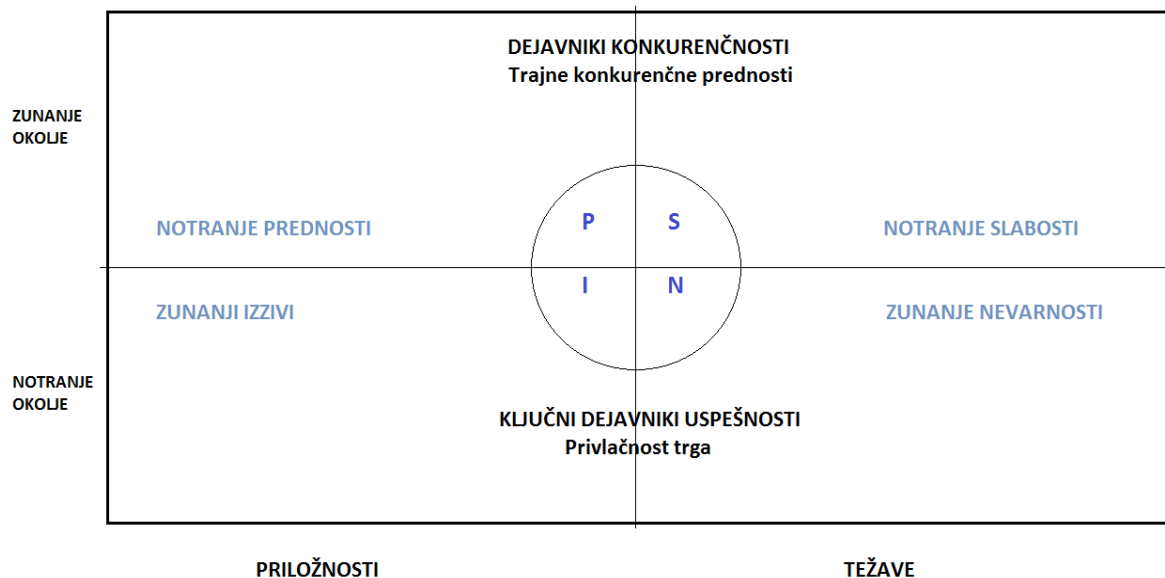 DEJAVNIKI KONKURENČNOSTI
Trajne konkurenčne prednosti
ZUNANJE
OKOLJE
P
S
NOTRANJE PREDNOSTI
NOTRANJE SLABOSTI
I
N
ZUNANJI IZZIVI
ZUNANJE NEVARNOSTI
NOTRANJE
OKOLJE
KLJUČNI DEJAVNIKI USPEŠNOSTI
Privlačnost trga
PRILOŽNOSTI
TEŽAVE